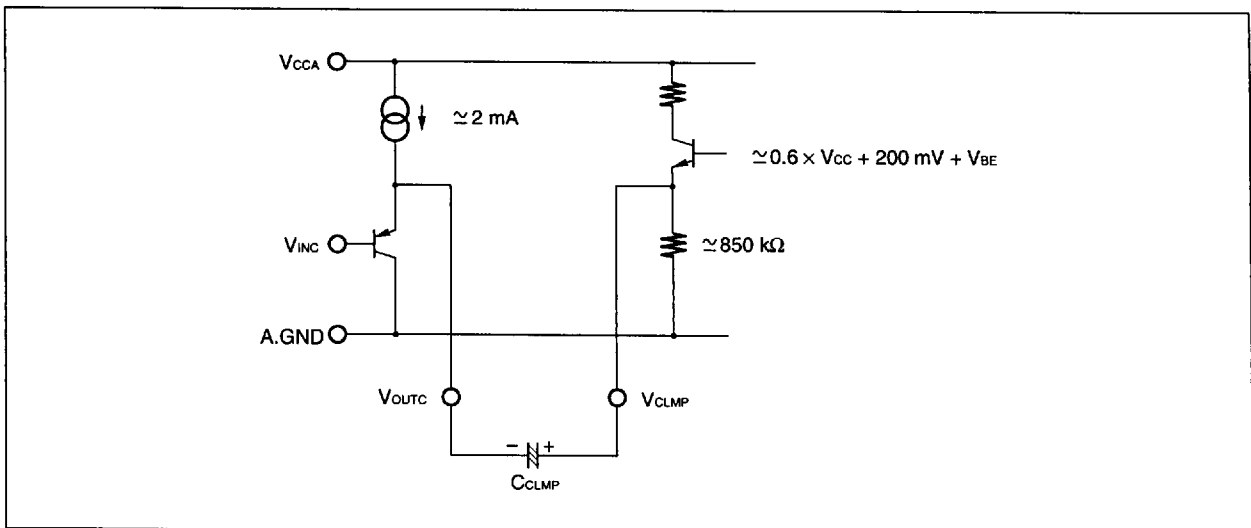 VCCA
≃2 mA
≃0.6 × VCC + 200 mV + VBE
VINC
≃850 kΩ
A.GND
VOUTC
VCLMP
− +
CCLMP